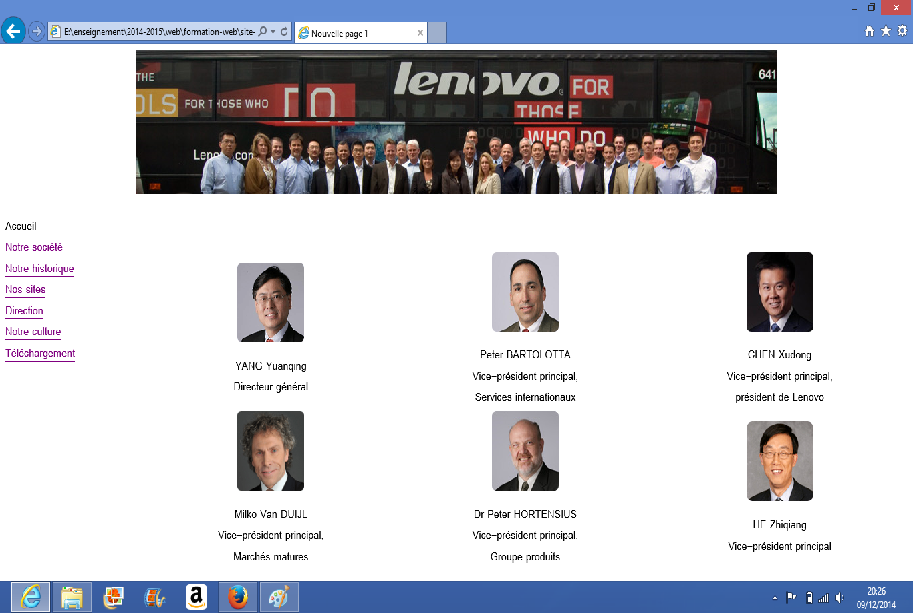 E:\enseignement\2014-2015\web\formation-web\site-
Nouvelle page 1
THE
OLS
FOR THOSE WHO
DO
lenovo
FOR
THOSE
WHO DO
641
Lenovo.com
Accueil
Notre société
Notre historique
Nos sites
Direction
Notre culture
Téléchargement
YANG Yuanqing
Directeur général
Peter BARTOLOTTA
Vice-président principal,
Services internationaux
CHEN Xudong
Vice-président principal,
président de Lenovo
Milko Van DUIJL
Vice-président principal,
Marchés matures
Dr Peter HORTENSIUS
Vice-président principal,
Groupe produits
HE Zhiqiang
Vice-président principal
20:26
09/12/2014